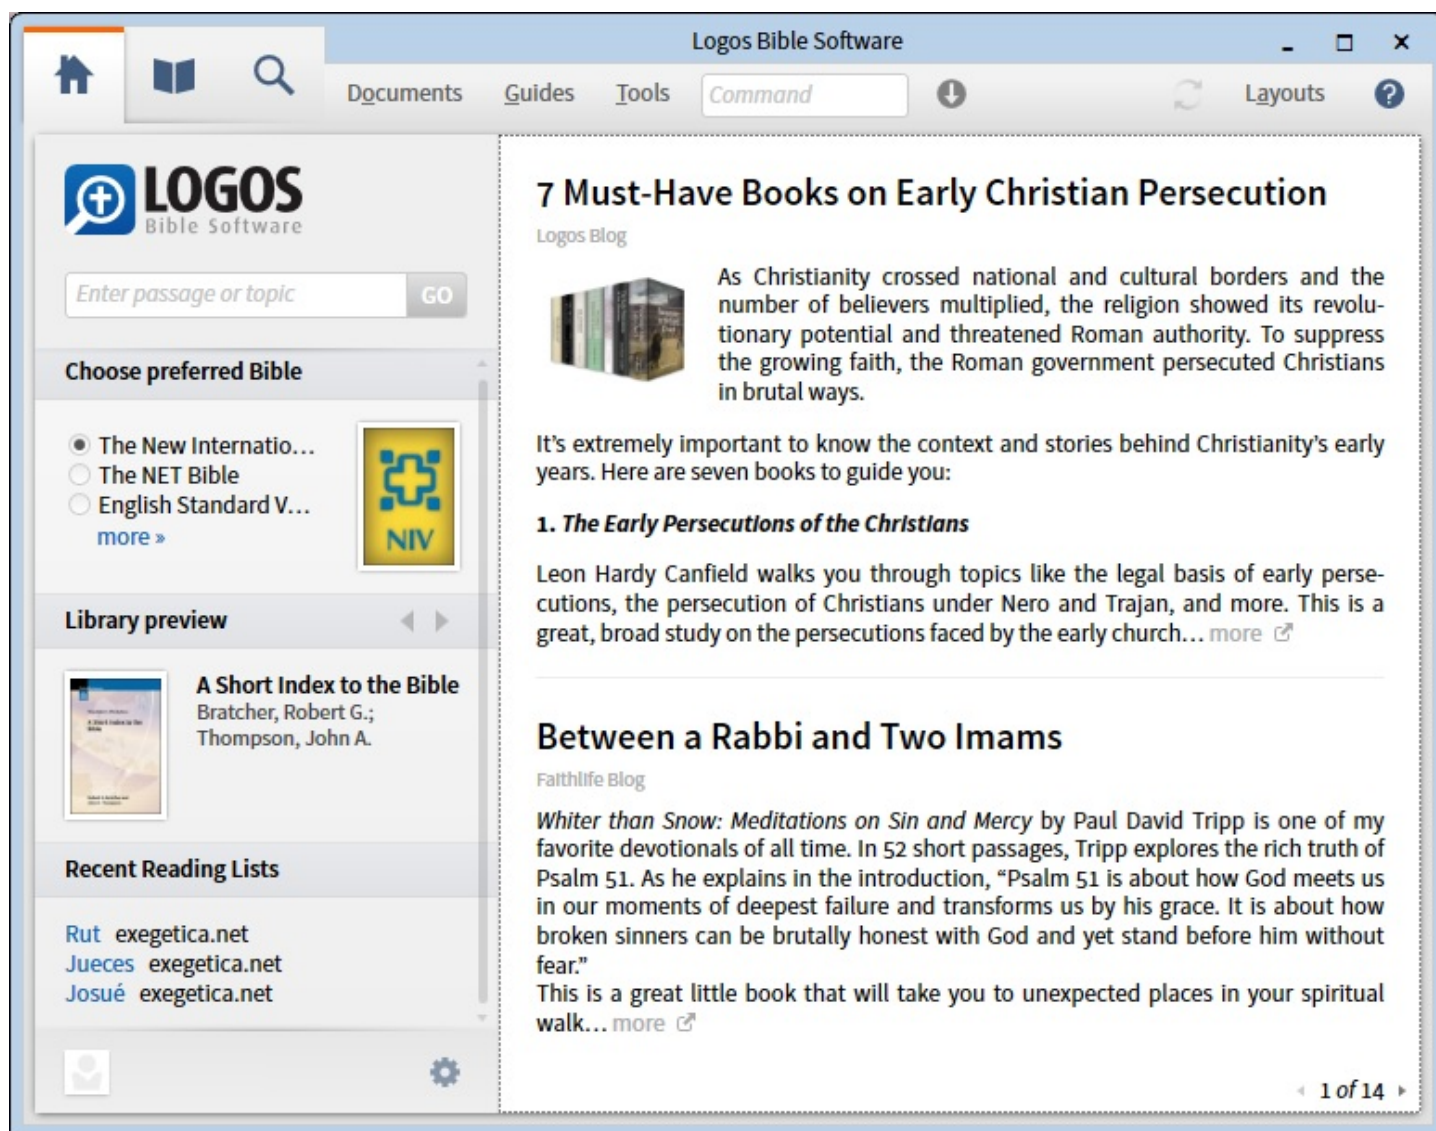 Logos Bible Software
Documents
Guides
Tools
Command
Layouts
?
LOGOS
Bible Software
Enter passage or topic
GO
Choose preferred Bible
The New Internatio...
The NET Bible
English Standard V...
more »
NIV
Library preview
A Short Index to the Bible
Bratcher, Robert G.;
Thompson, John A.
Recent Reading Lists
Rut exegetica.net
Jueces exegetica.net
Josué exegetica.net
7 Must-Have Books on Early Christian Persecution
Logos Blog
As Christianity crossed national and cultural borders and the
number of believers multiplied, the religion showed its revolu-
tionary potential and threatened Roman authority. To suppress
the growing faith, the Roman government persecuted Christians
in brutal ways.
It's extremely important to know the context and stories behind Christianity's early
years. Here are seven books to guide you:
1. The Early Persecutions of the Christians
Leon Hardy Canfield walks you through topics like the legal basis of early perse-
cutions, the persecution of Christians under Nero and Trajan, and more. This is a
great, broad study on the persecutions faced by the early church... more
Between a Rabbi and Two Imams
Faithlife Blog
Whiter than Snow: Meditations on Sin and Mercy by Paul David Tripp is one of my
favorite devotionals of all time. In 52 short passages, Tripp explores the rich truth of
Psalm 51. As he explains in the introduction, “Psalm 51 is about how God meets us
in our moments of deepest failure and transforms us by his grace. It is about how
broken sinners can be brutally honest with God and yet stand before him without
fear.”
This is a great little book that will take you to unexpected places in your spiritual
walk... more
1 of 14